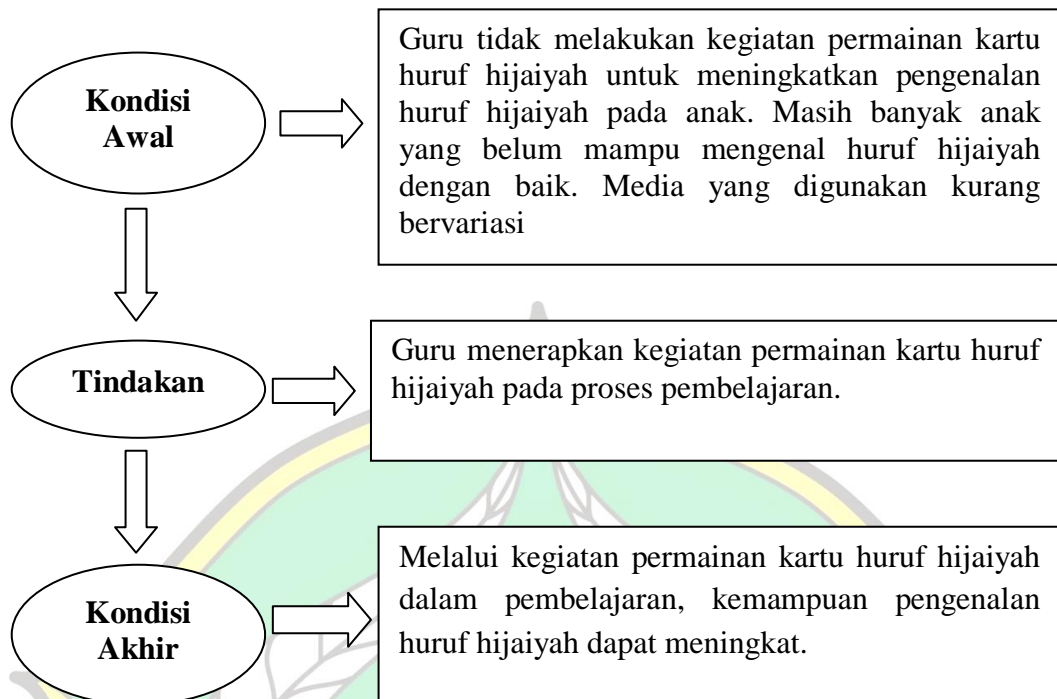 Kondisi
Awal
Guru tidak melakukan kegiatan permainan kartu
huruf hijaiyah untuk meningkatkan pengenalan
huruf hijaiyah pada anak. Masih banyak anak
yang belum mampu mengenal huruf hijaiyah
dengan baik. Media yang digunakan kurang
bervariasi
Tindakan
Guru menerapkan kegiatan permainan kartu huruf
hijaiyah pada proses pembelajaran.
Kondisi
Akhir
Melalui kegiatan permainan kartu huruf hijaiyah
dalam pembelajaran, kemampuan pengenalan
huruf hijaiyah dapat meningkat.